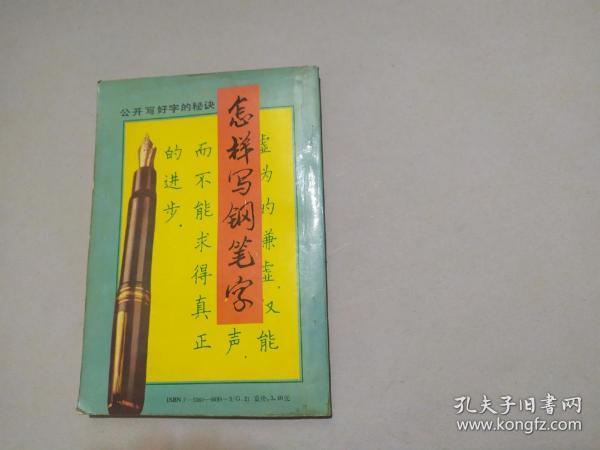 公开写好字的秘诀
怎样写钢笔字
虚为的兼虚，又能
声，
而不能求得真正
的进步．
孔夫子旧书网
www.kongfz.com